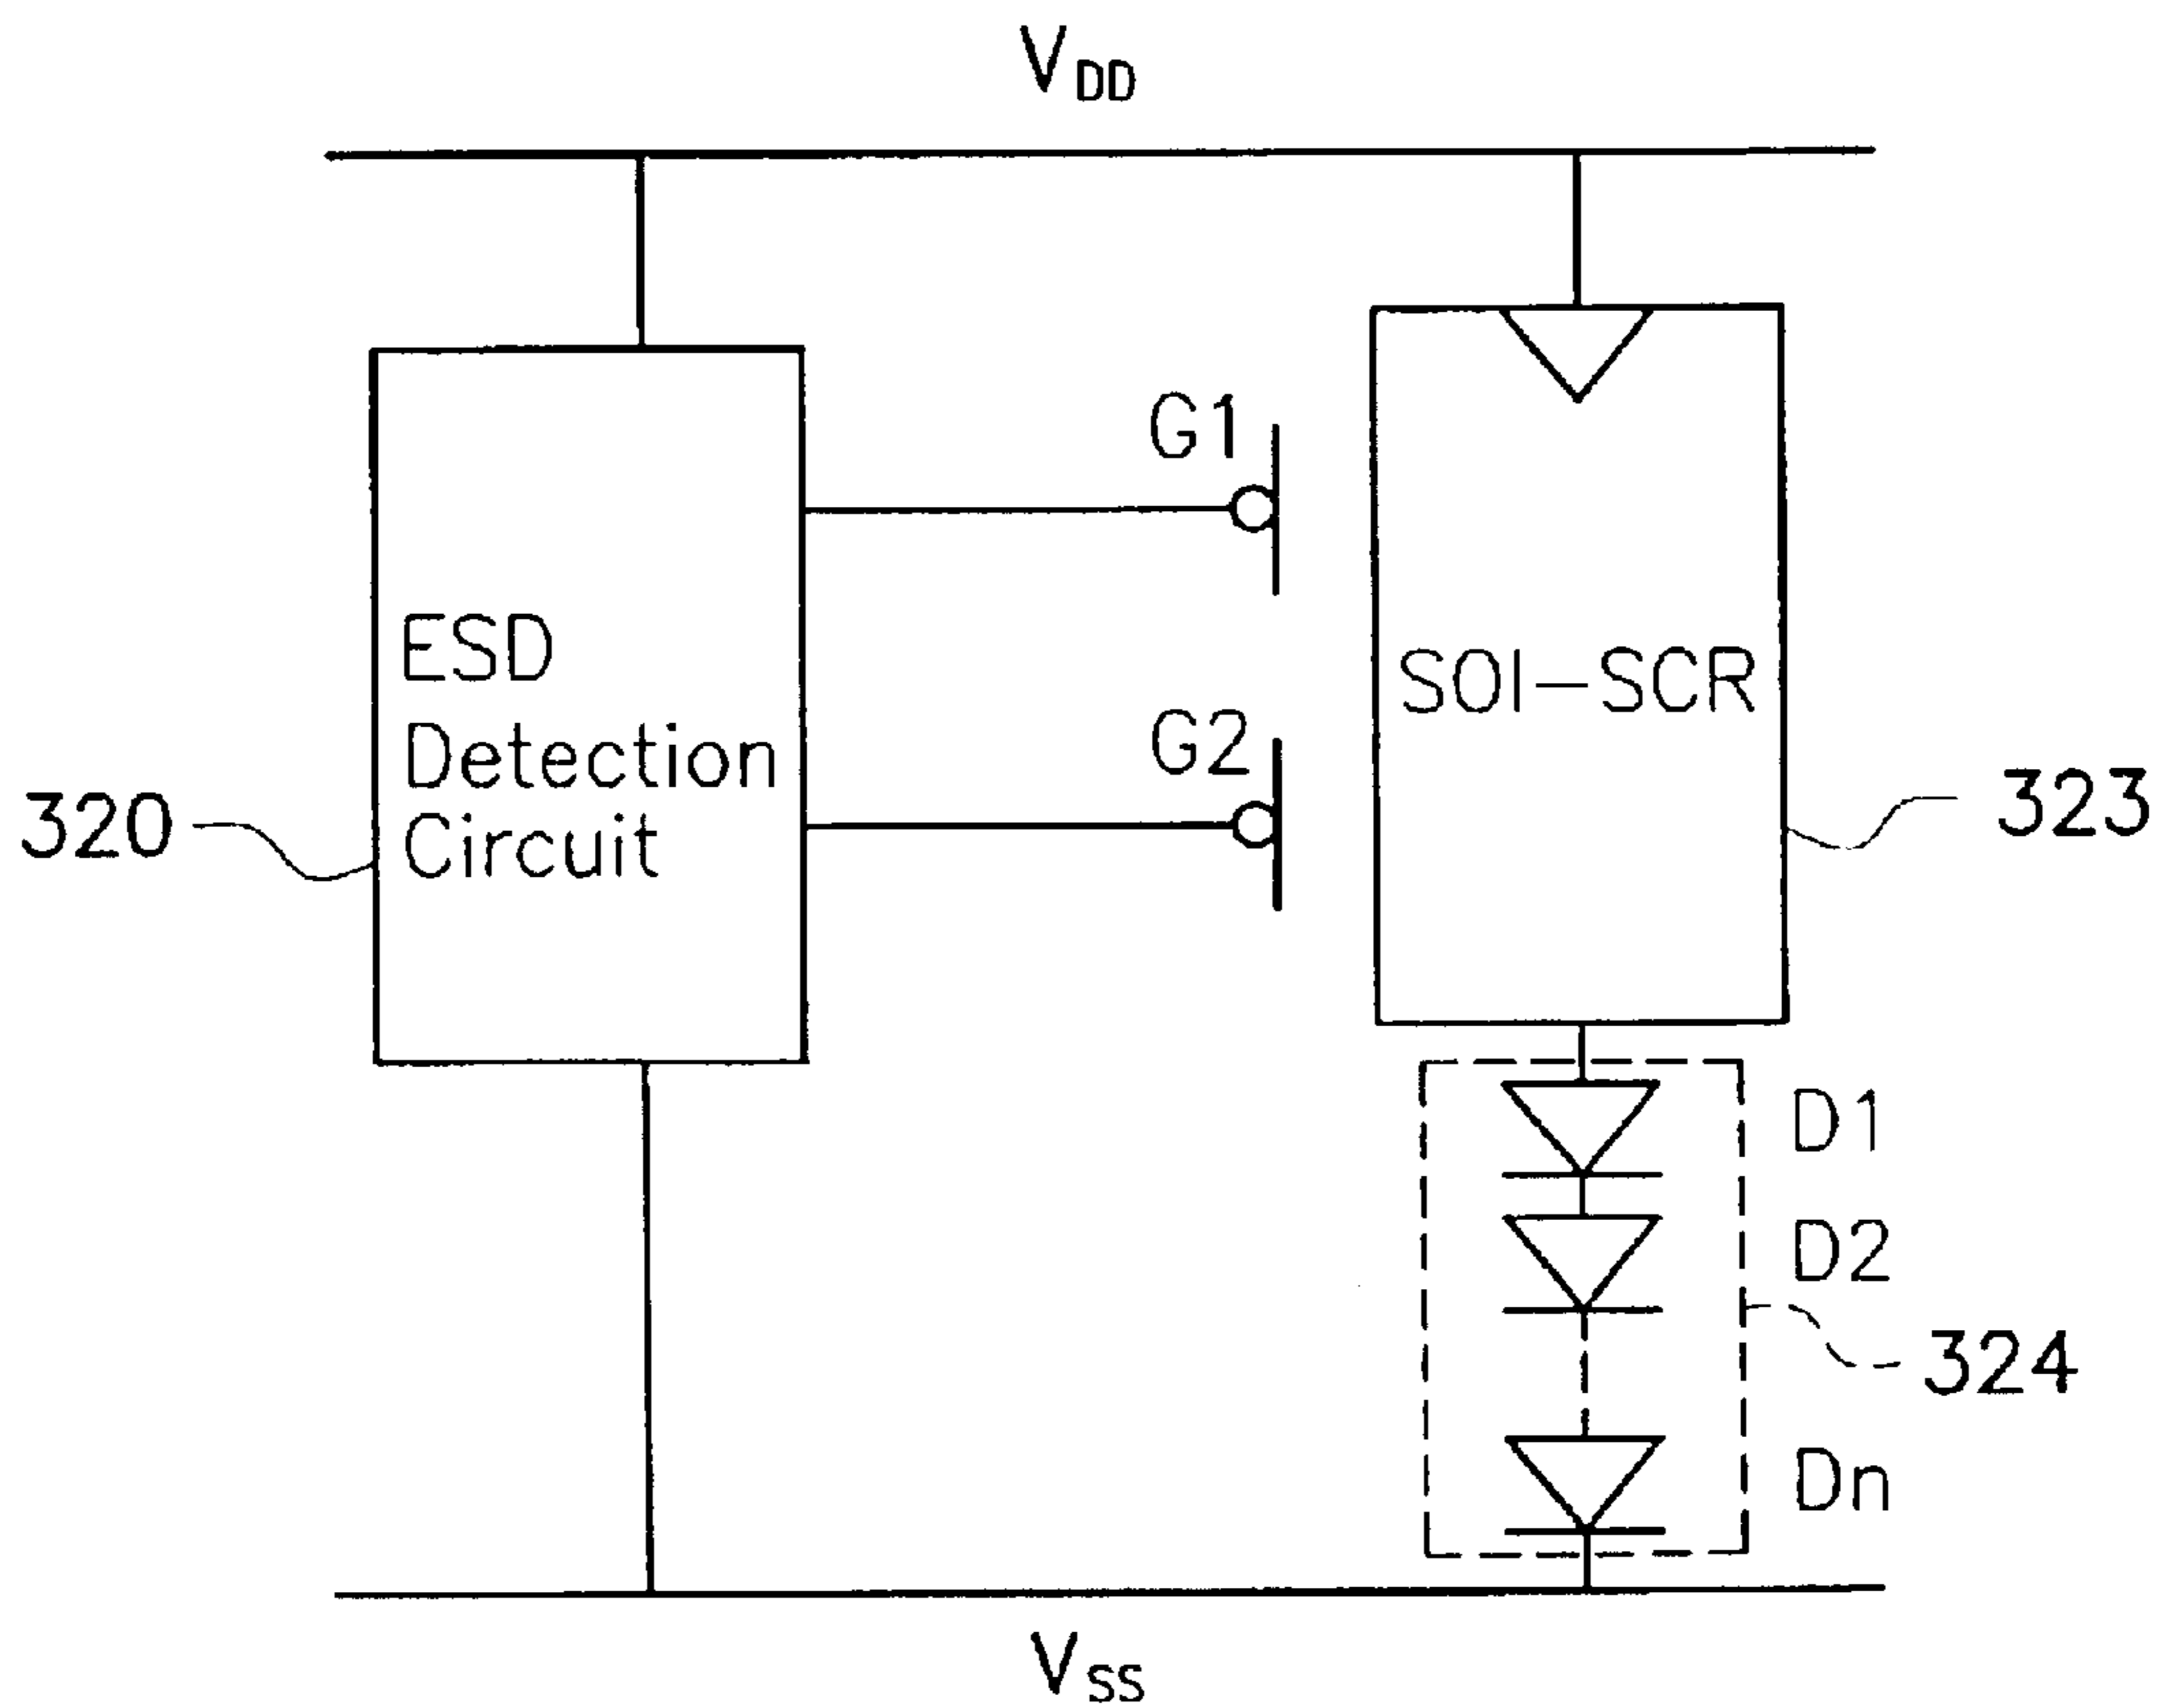 VDD
G1
ESD
Detection
Circuit
SOI-SCR
G2
320
323
D1
D2
324
Dn
VSS